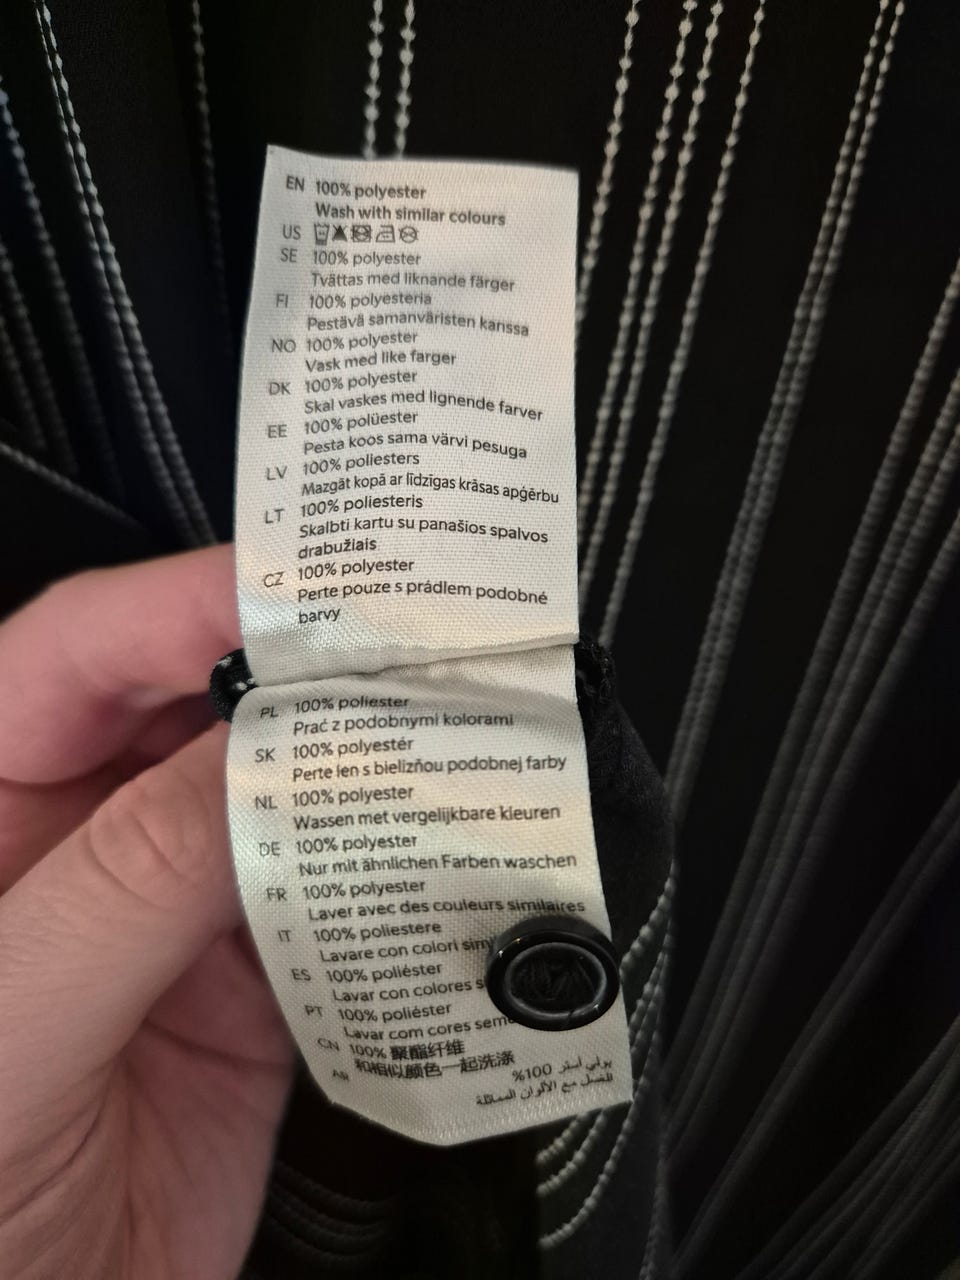 EN 100% polyester
Wash with similar colours
US
SE 100% polyester
Tvättas med liknande färger
FI 100% polyesteria
Pestävä samanväristen kanssa
NO 100% polyester
Vask med like farger
DK 100% polyester
Skal vaskes med lignende farver
EE 100% polüester
Pesta koos sama värvi pesuga
LV 100% poliesters
Mazgāt kopā ar līdzīgas krāsas apģērbu
LT 100% poliesteris
Skalbti kartu su panašios spalvos
drabužiais
CZ 100% polyester
Perte pouze s prádlem podobné
barvy
PL 100% poliester
Prać z podobnymi kolorami
SK 100% polyestér
Perte len s bielizňou podobnej farby
NL 100% polyester
Wassen met vergelijkbare kleuren
DE 100% polyester
Nur mit ähnlichen Farben waschen
FR 100% polyester
Laver avec des couleurs similaires
IT 100% poliestere
Lavare con colori
ES 100% poliéster
Lavar con colores
PT 100% poliéster
Lavar com cores
CN 100% 聚酯纤维
和相似颜色一起洗涤
AR بولي استر 100%
للغسل مع الألوان المماثلة